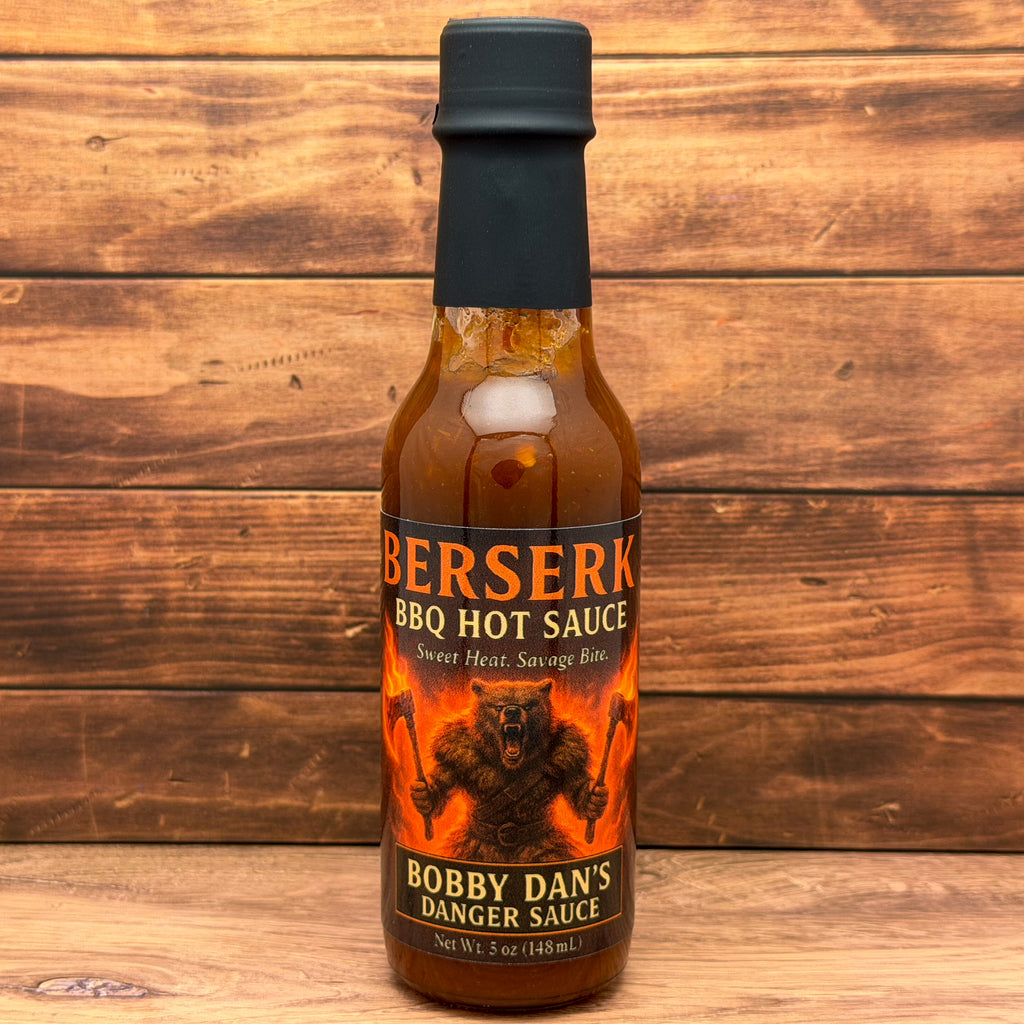 BERSERK
BBQ HOT SAUCE
Sweet Heat. Savage Bite.
BOBBY DAN'S
DANGER SAUCE
Net Wt. 5 oz (148 mL)